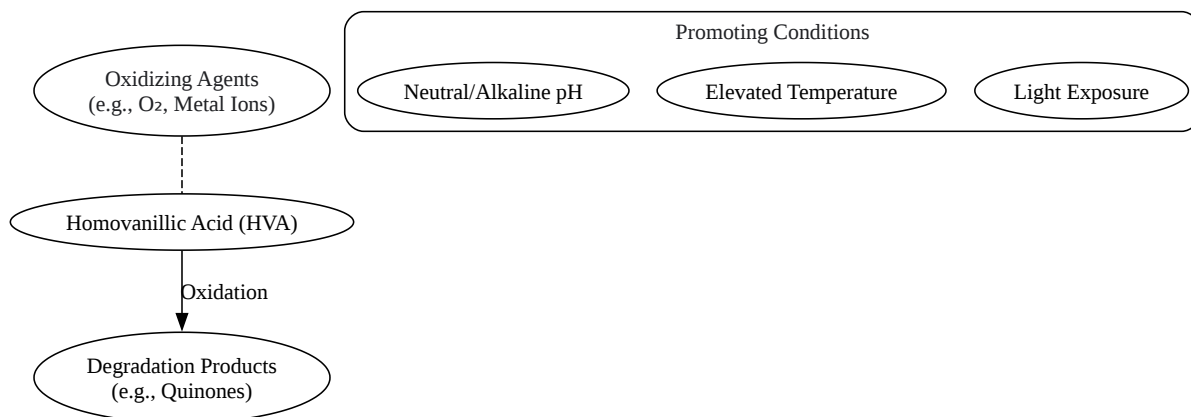 Promoting Conditions
Oxidizing Agents
(e.g., O₂, Metal Ions)
Neutral/Alkaline pH
Elevated Temperature
Light Exposure
Homovanillic Acid (HVA)
Oxidation
Degradation Products
(e.g., Quinones)